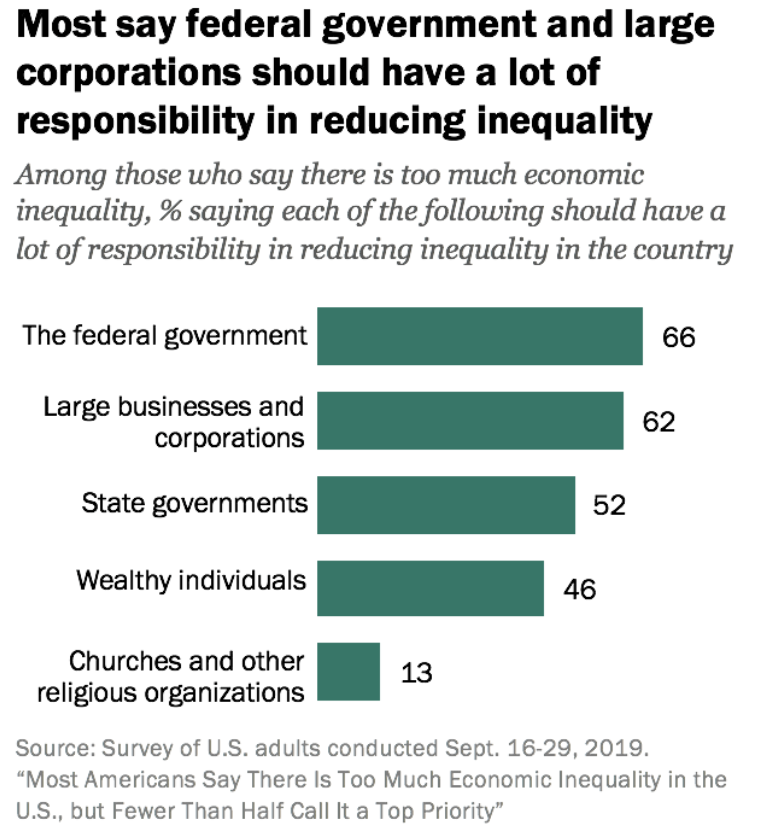 Most say federal government and large
corporations should have a lot of
responsibility in reducing inequality
Among those who say there is too much economic
inequality, % saying each of the following should have a
lot of responsibility in reducing inequality in the country
The federal government 66
Large businesses and
corporations 62
State governments 52
Wealthy individuals 46
Churches and other
religious organizations 13
Source: Survey of U.S. adults conducted Sept. 16-29, 2019.
“Most Americans Say There Is Too Much Economic Inequality in the
U.S., but Fewer Than Half Call It a Top Priority”